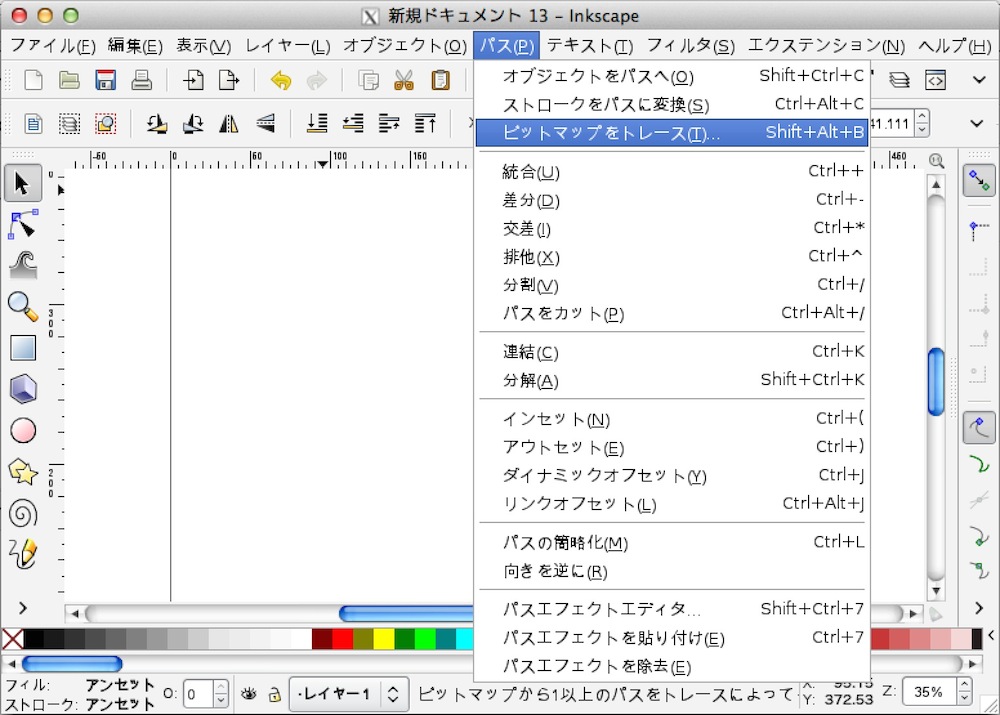 新規ドキュメント 13 - Inkscape
ファイル(F) 編集(E) 表示(V) レイヤー(L) オブジェクト(O) パス(P) テキスト(T) フィルタ(S) エクステンション(N) ヘルプ(H)
オブジェクトをパスへ(O) Shift+Ctrl+C
ストロークをパスに変換(S) Ctrl+Alt+C
ビットマップをトレース(T)... Shift+Alt+B
41.111
-50 0 50 100 150 450
統合(U) Ctrl++
差分(D) Ctrl+-
交差(I) Ctrl+*
排他(X) Ctrl+^
分割(V) Ctrl+/
パスをカット(P) Ctrl+Alt+/
連結(C) Ctrl+K
分解(A) Shift+Ctrl+K
インセット(N) Ctrl+(
アウトセット(E) Ctrl+)
ダイナミックオフセット(Y) Ctrl+J
リンクオフセット(L) Ctrl+Alt+J
パスの簡略化(M) Ctrl+L
向きを逆に(R)
パスエフェクトエディタ... Shift+Ctrl+7
パスエフェクトを貼り付け(E) Ctrl+7
パスエフェクトを除去(E)
300
200
フィル: アンセット
ストローク: アンセット
O: 0
·レイヤー1
ビットマップから1以上のパスをトレースによって
Y: 372.53
Z: 35%